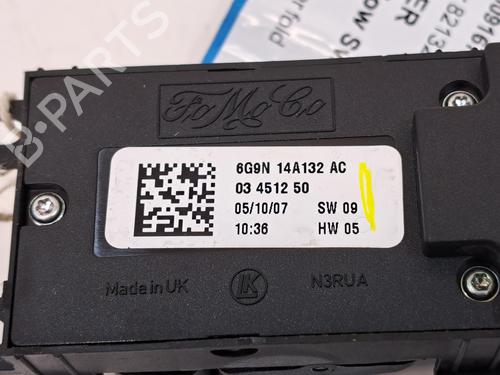 FoMoCo
6G9N 14A132 AC
03 4512 50
05/10/07 SW 09
10:36 HW 05
Made in UK LK N3RUA
B-PARTS